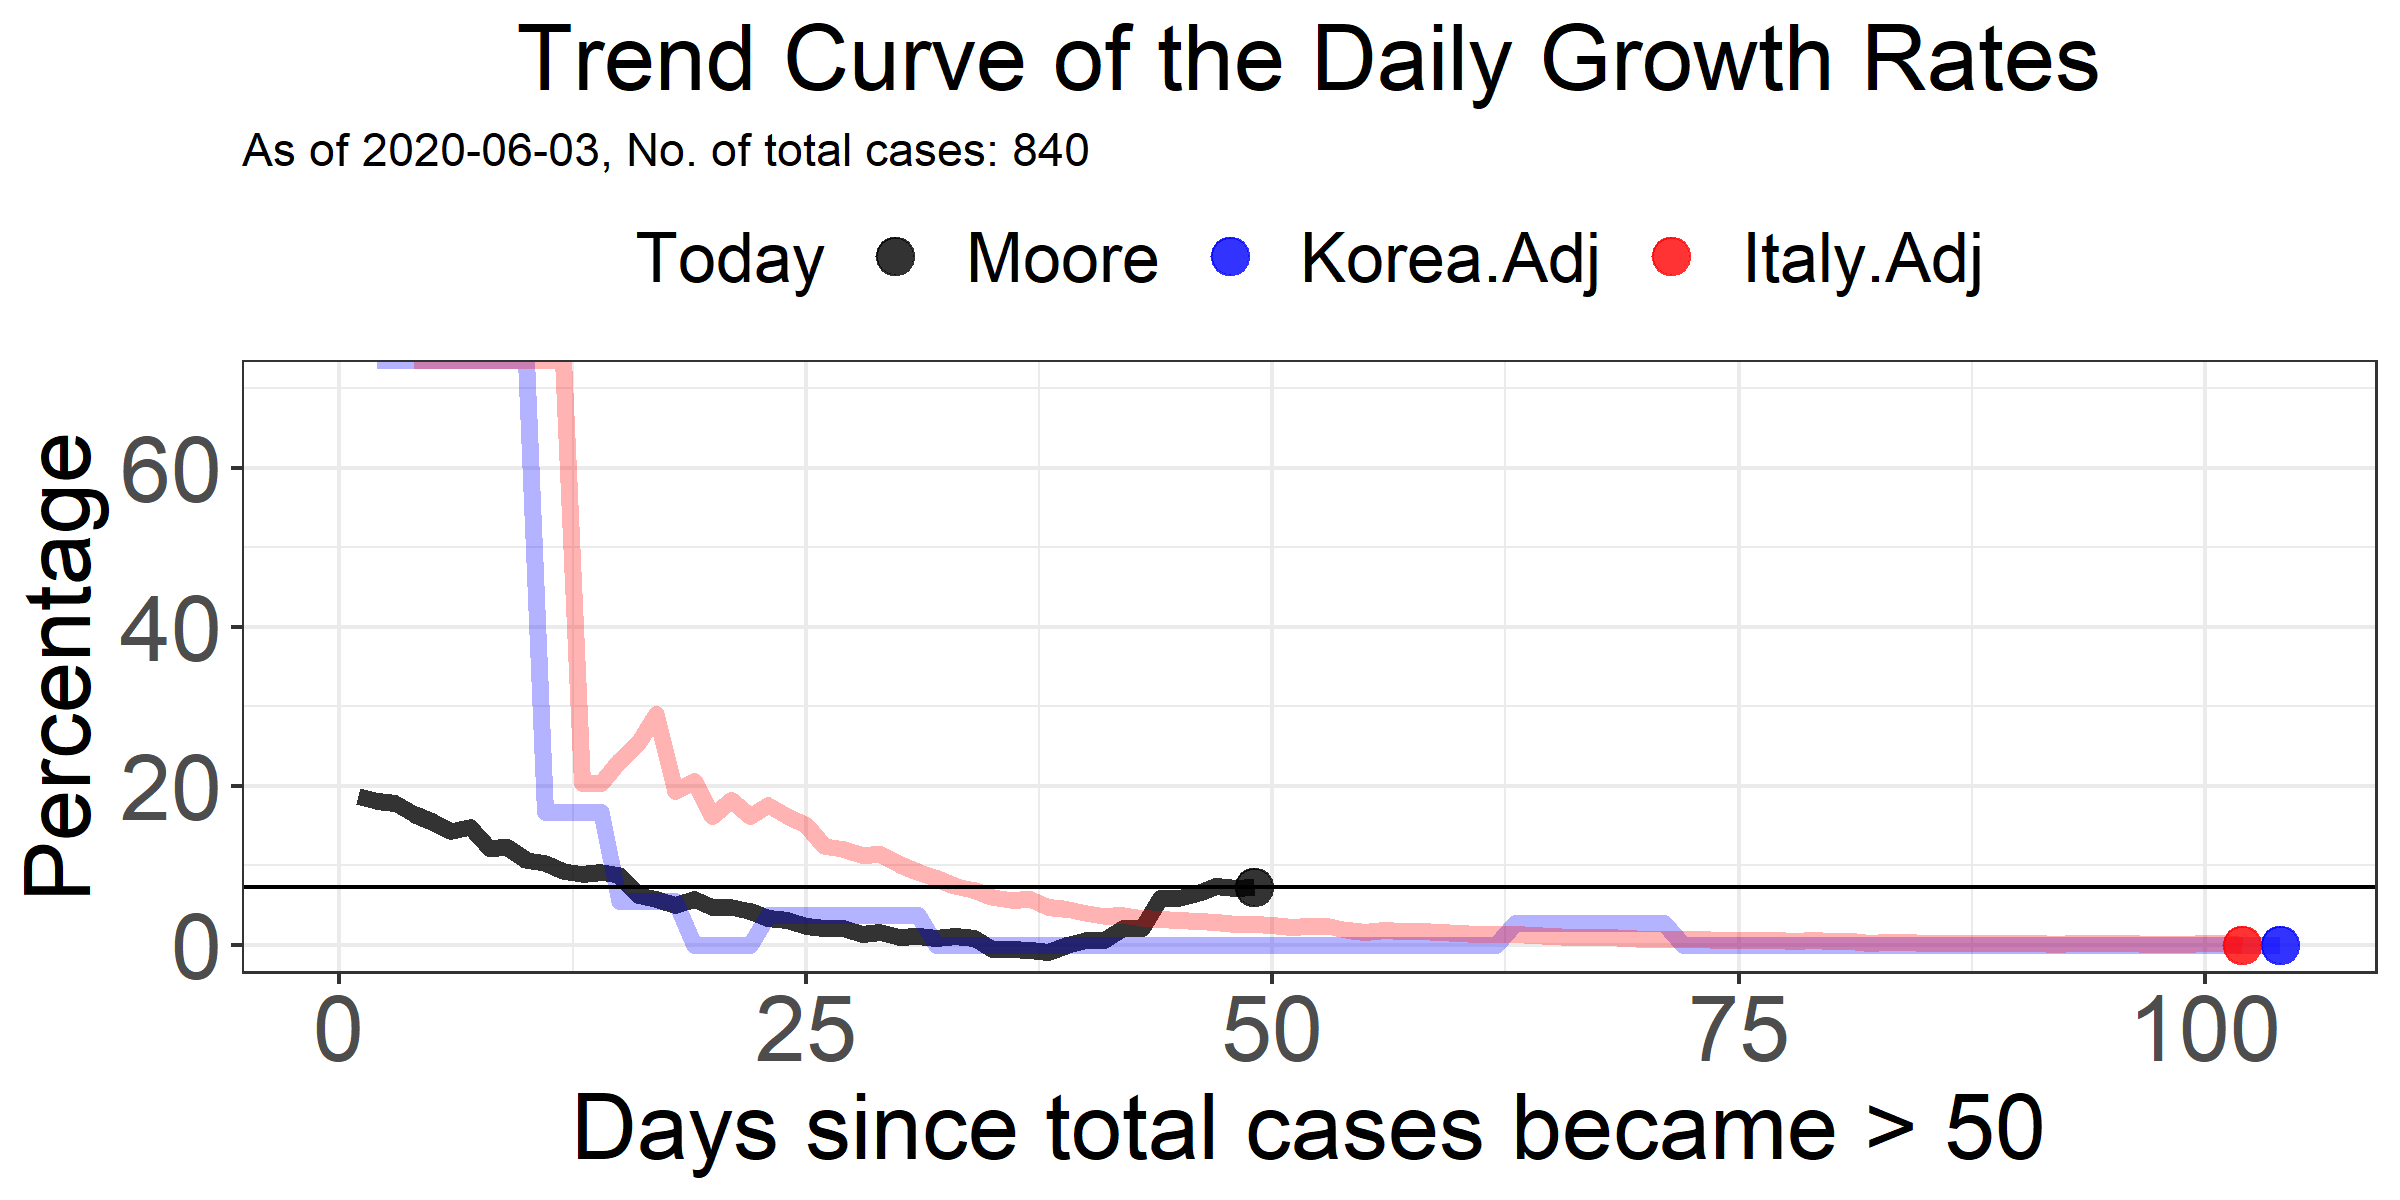 Trend Curve of the Daily Growth Rates
As of 2020-06-03, No. of total cases: 840
Today Moore Korea.Adj Italy.Adj
Percentage
60
40
20
0
0 25 50 75 100
Days since total cases became > 50